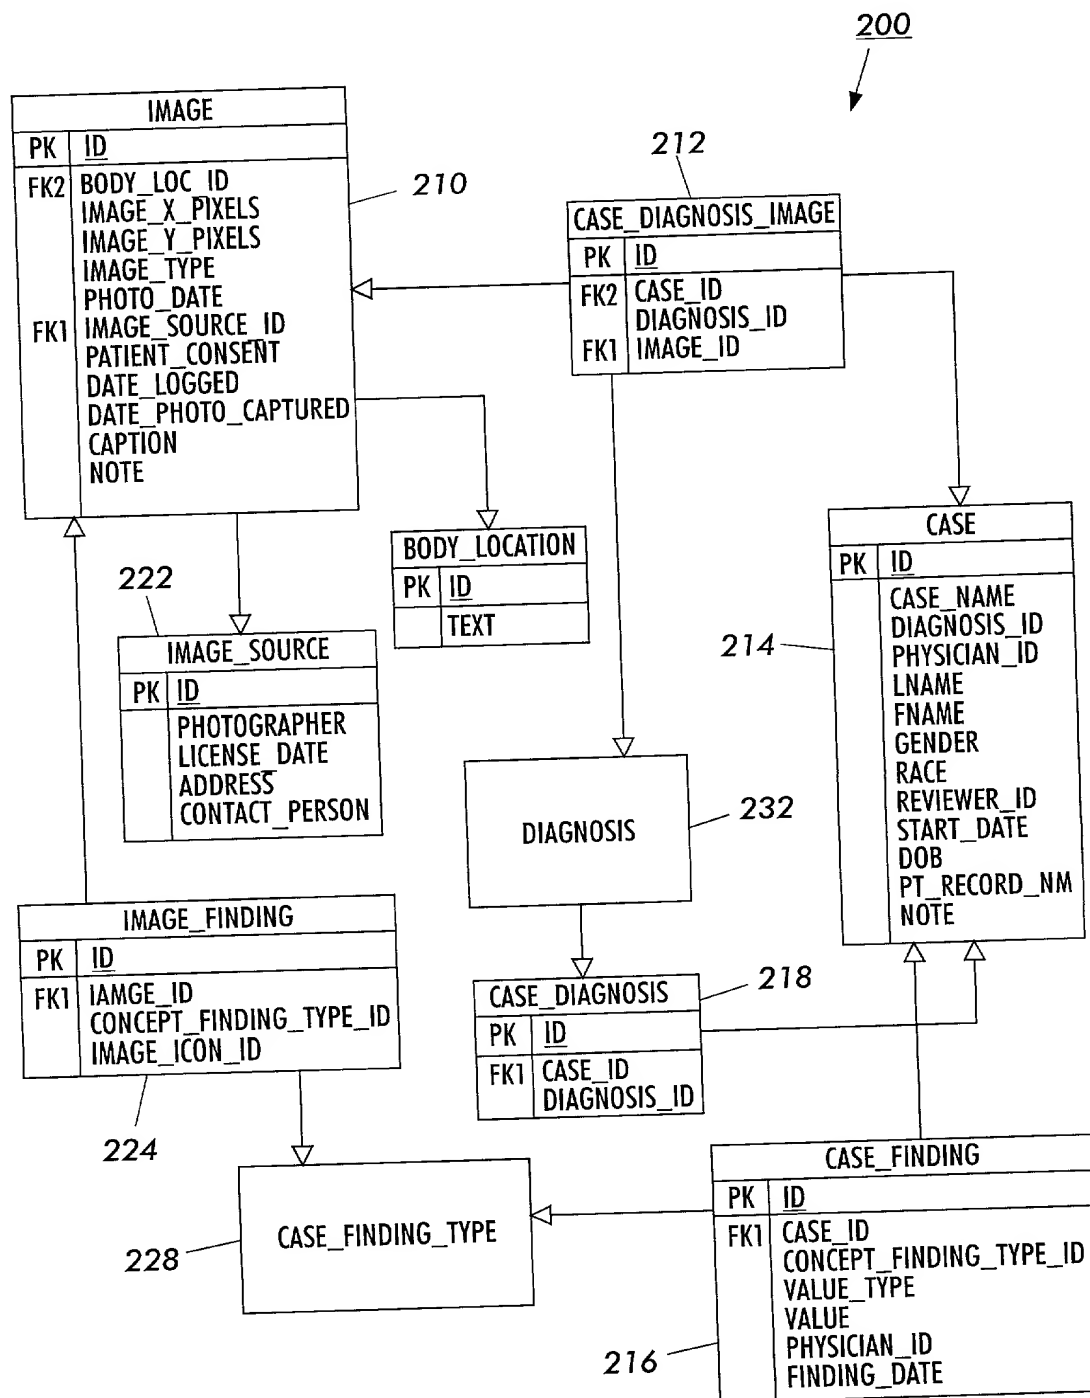 200
IMAGE
PK ID
FK2 BODY_LOC_ID
IMAGE_X_PIXELS
IMAGE_Y_PIXELS
IMAGE_TYPE
PHOTO_DATE
FK1 IMAGE_SOURCE_ID
PATIENT_CONSENT
DATE_LOGGED
DATE_PHOTO_CAPTURED
CAPTION
NOTE
210
212
CASE_DIAGNOSIS_IMAGE
PK ID
FK2 CASE_ID
DIAGNOSIS_ID
FK1 IMAGE_ID
BODY_LOCATION
PK ID
TEXT
222
IMAGE_SOURCE
PK ID
PHOTOGRAPHER
LICENSE_DATE
ADDRESS
CONTACT_PERSON
CASE
PK ID
CASE_NAME
DIAGNOSIS_ID
PHYSICIAN_ID
LNAME
FNAME
GENDER
RACE
REVIEWER_ID
START_DATE
DOB
PT_RECORD_NM
NOTE
214
DIAGNOSIS
232
IMAGE_FINDING
PK ID
FK1 IAMGE_ID
CONCEPT_FINDING_TYPE_ID
IMAGE_ICON_ID
224
CASE_DIAGNOSIS
PK ID
FK1 CASE_ID
DIAGNOSIS_ID
218
CASE_FINDING_TYPE
228
CASE_FINDING
PK ID
FK1 CASE_ID
CONCEPT_FINDING_TYPE_ID
VALUE_TYPE
VALUE
PHYSICIAN_ID
FINDING_DATE
216